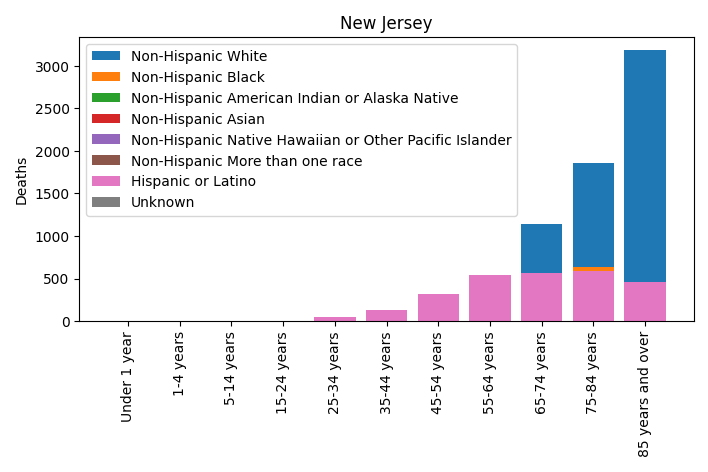 New Jersey
Deaths
3000
2500
2000
1500
1000
500
0
Non-Hispanic White
Non-Hispanic Black
Non-Hispanic American Indian or Alaska Native
Non-Hispanic Asian
Non-Hispanic Native Hawaiian or Other Pacific Islander
Non-Hispanic More than one race
Hispanic or Latino
Unknown
Under 1 year
1-4 years
5-14 years
15-24 years
25-34 years
35-44 years
45-54 years
55-64 years
65-74 years
75-84 years
85 years and over